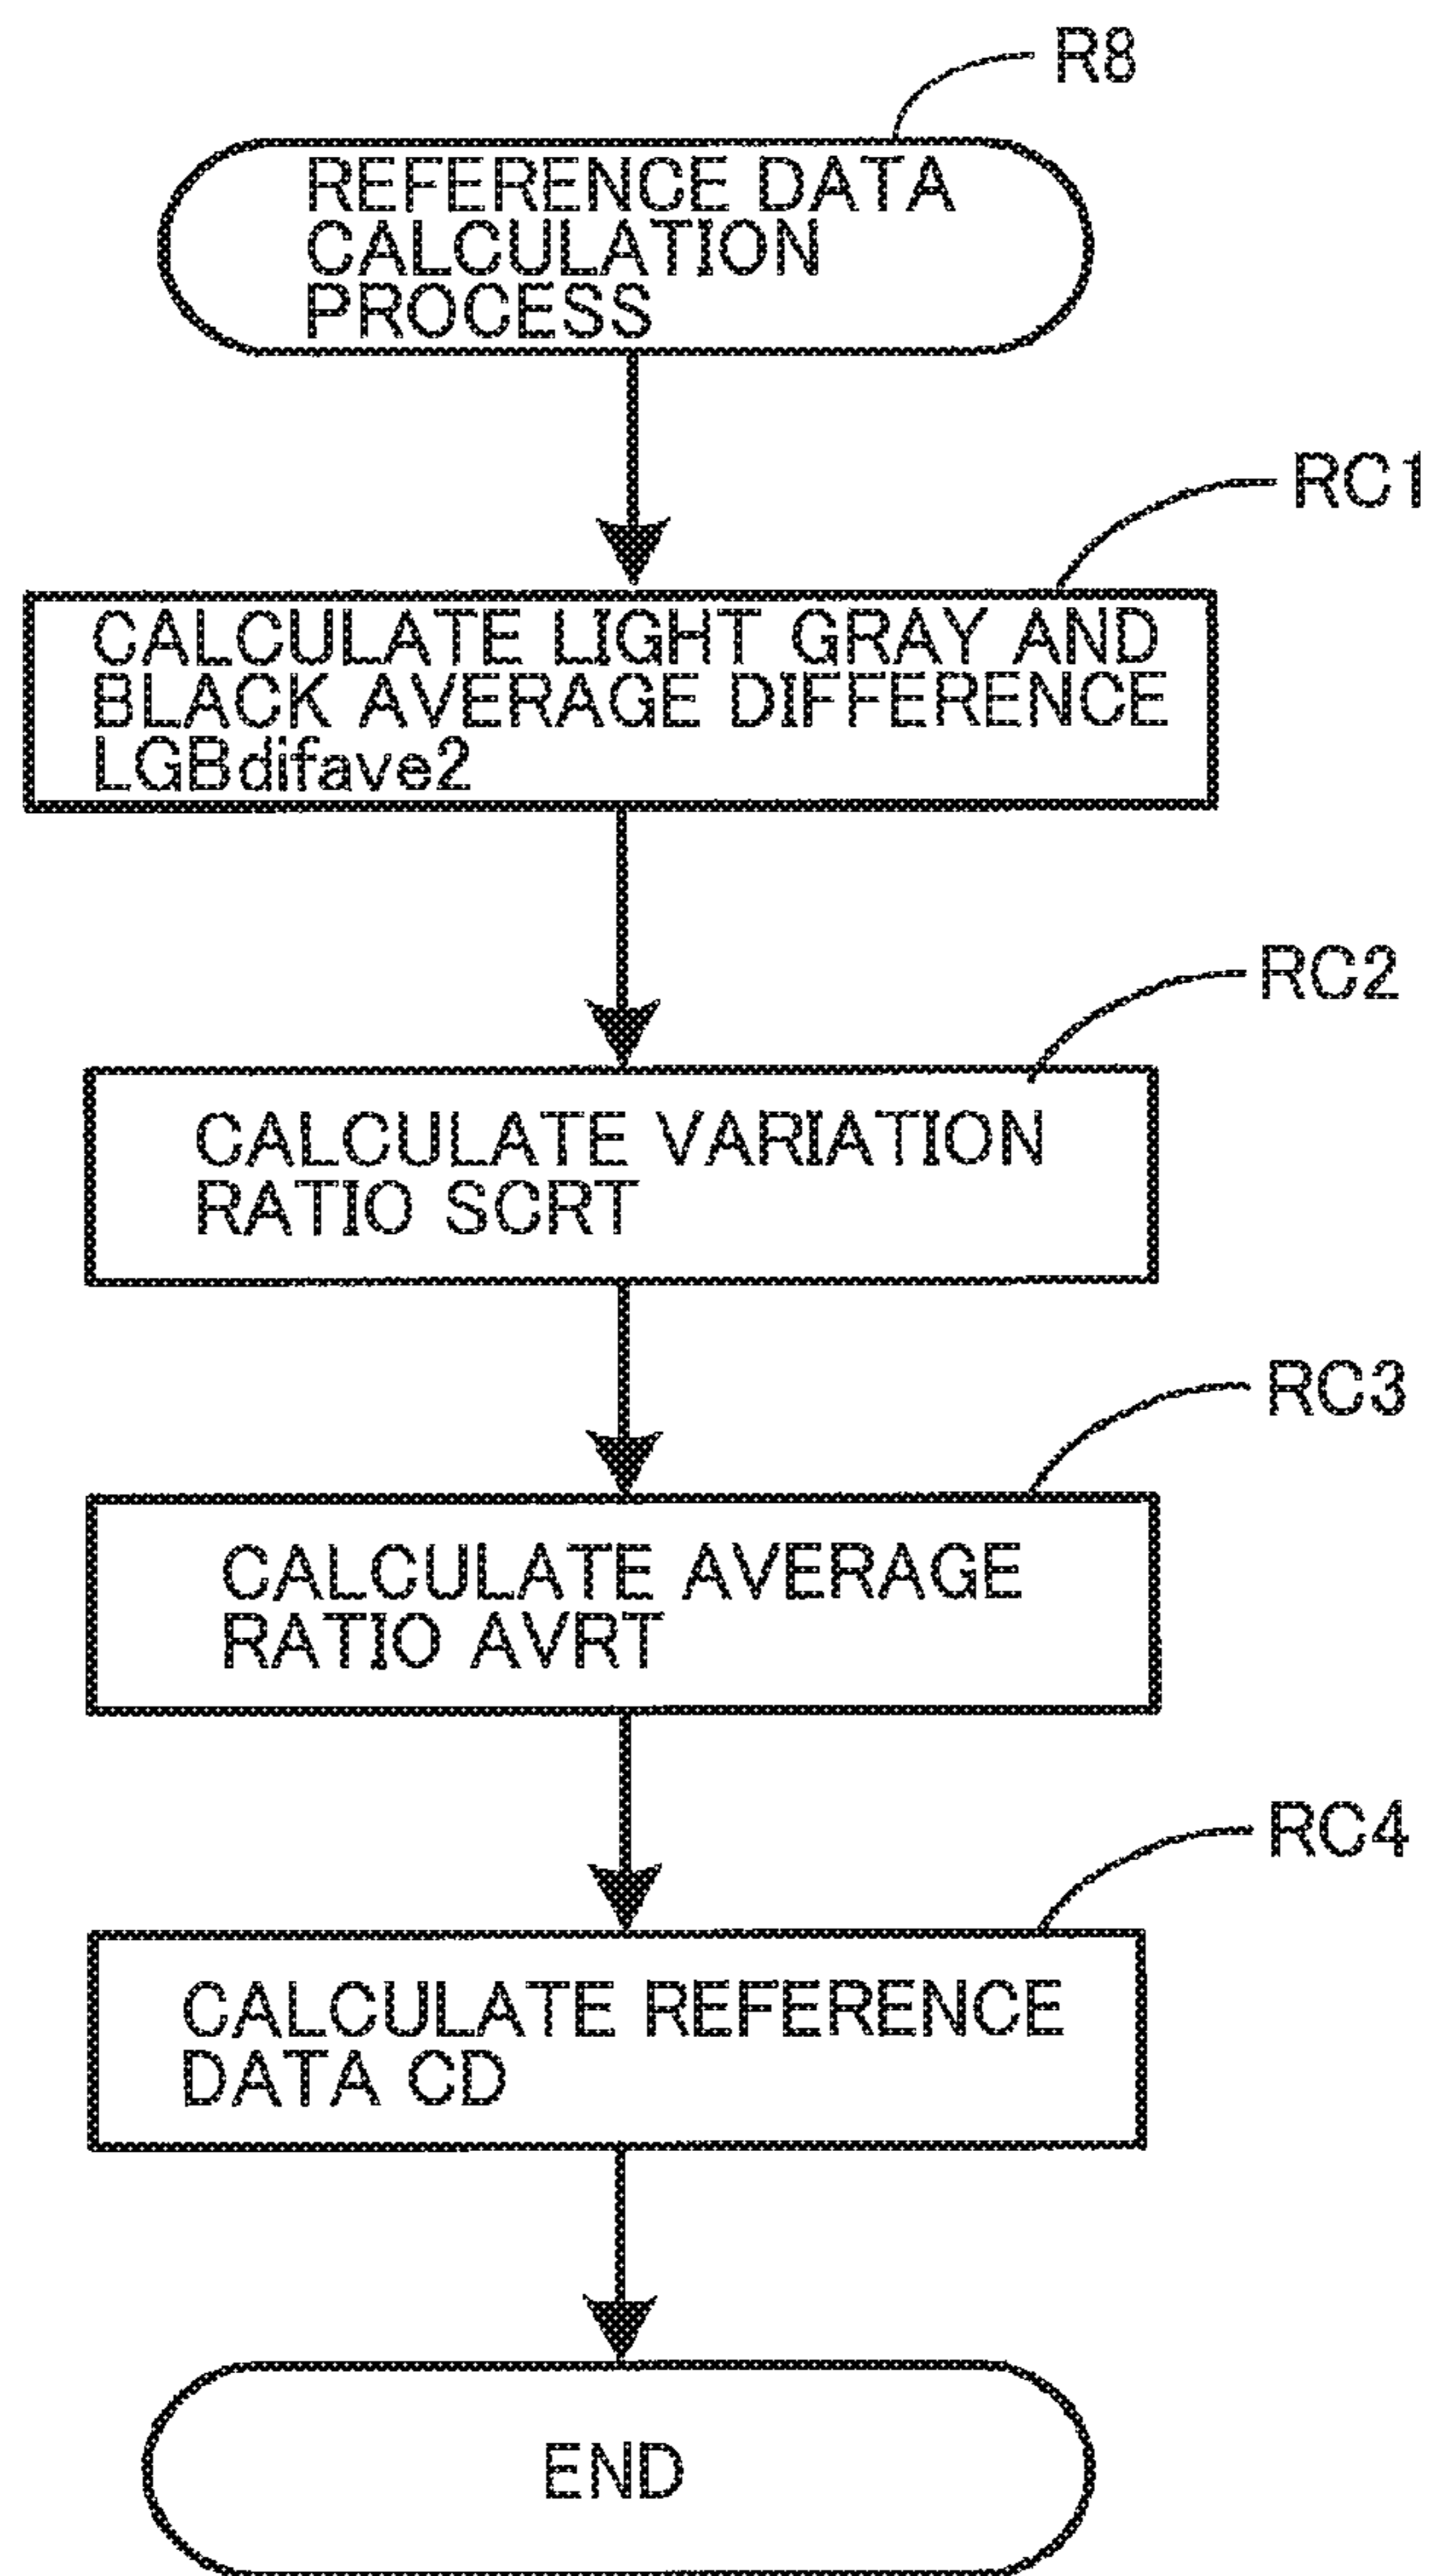 R8
REFERENCE DATA
CALCULATION
PROCESS
RC1
CALCULATE LIGHT GRAY AND
BLACK AVERAGE DIFFERENCE
LGBdifave2
RC2
CALCULATE VARIATION
RATIO SCRT
RC3
CALCULATE AVERAGE
RATIO AVRT
RC4
CALCULATE REFERENCE
DATA CD
END